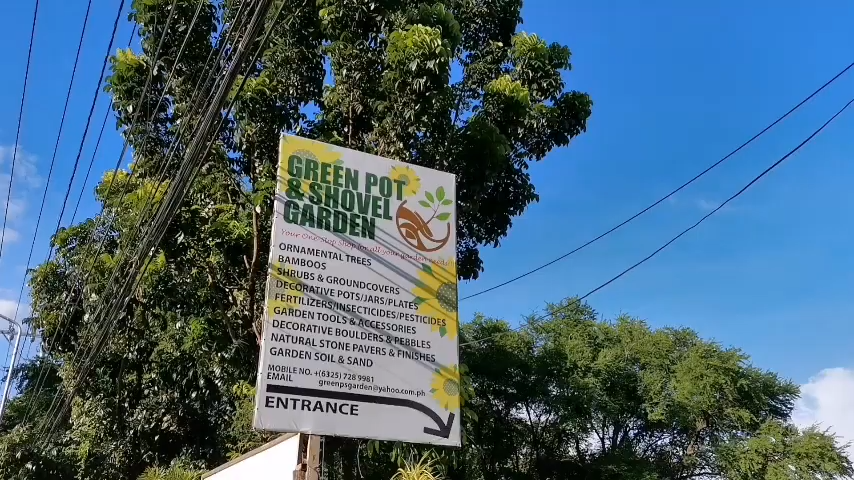 GREEN POT
& SHOVEL
GARDEN
Your One-stop shop for all your garden needs
ORNAMENTAL TREES
BAMBOOS
SHRUBS & GROUNDCOVERS
DECORATIVE POTS/JARS/PLATES
FERTILIZERS/INSECTICIDES/PESTICIDES
GARDEN TOOLS & ACCESSORIES
DECORATIVE BOULDERS & PEBBLES
NATURAL STONE PAVERS & FINISHES
GARDEN SOIL & SAND
MOBILE NO. +(6325) 728 9981
EMAIL greenpsgarden@yahoo.com.ph
ENTRANCE